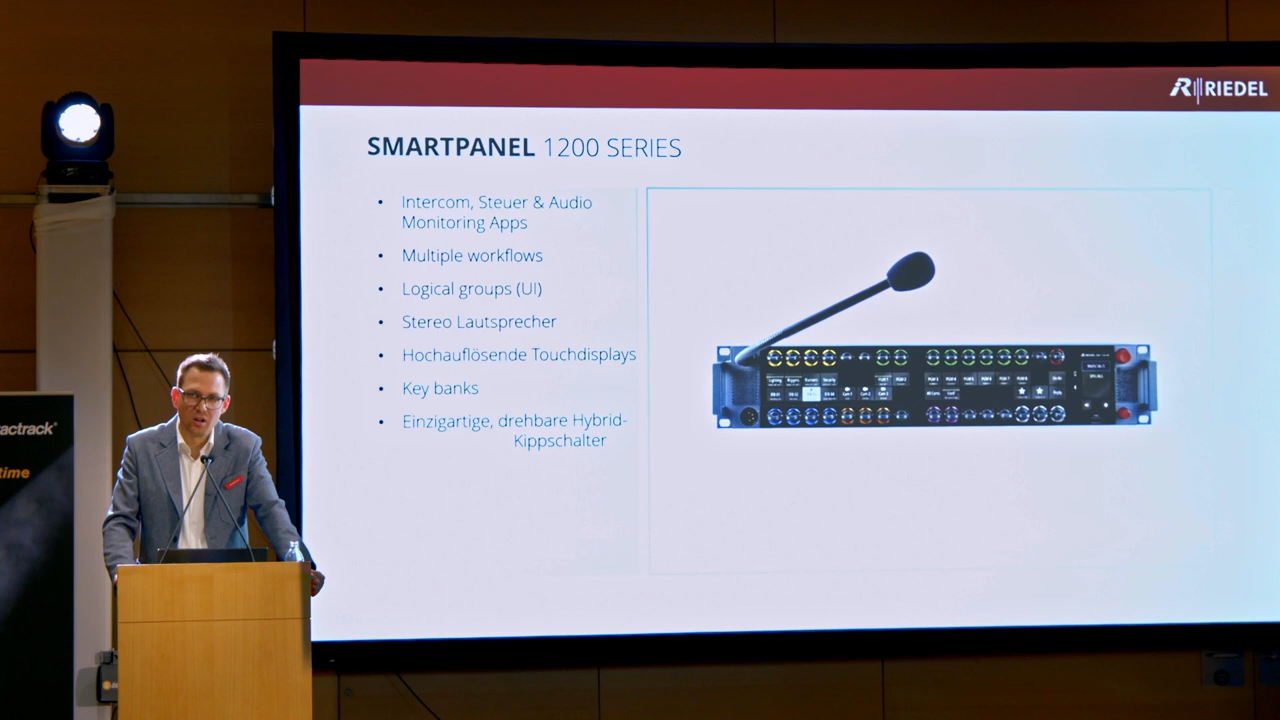 RIEDEL
SMARTPANEL 1200 SERIES
• Intercom, Steuer & Audio
Monitoring Apps
• Multiple workflows
• Logical groups (UI)
• Stereo Lautsprecher
• Hochauflösende Touchdisplays
• Key banks
• Einzigartige, drehbare Hybrid-
Kippschalter
actrack®
time